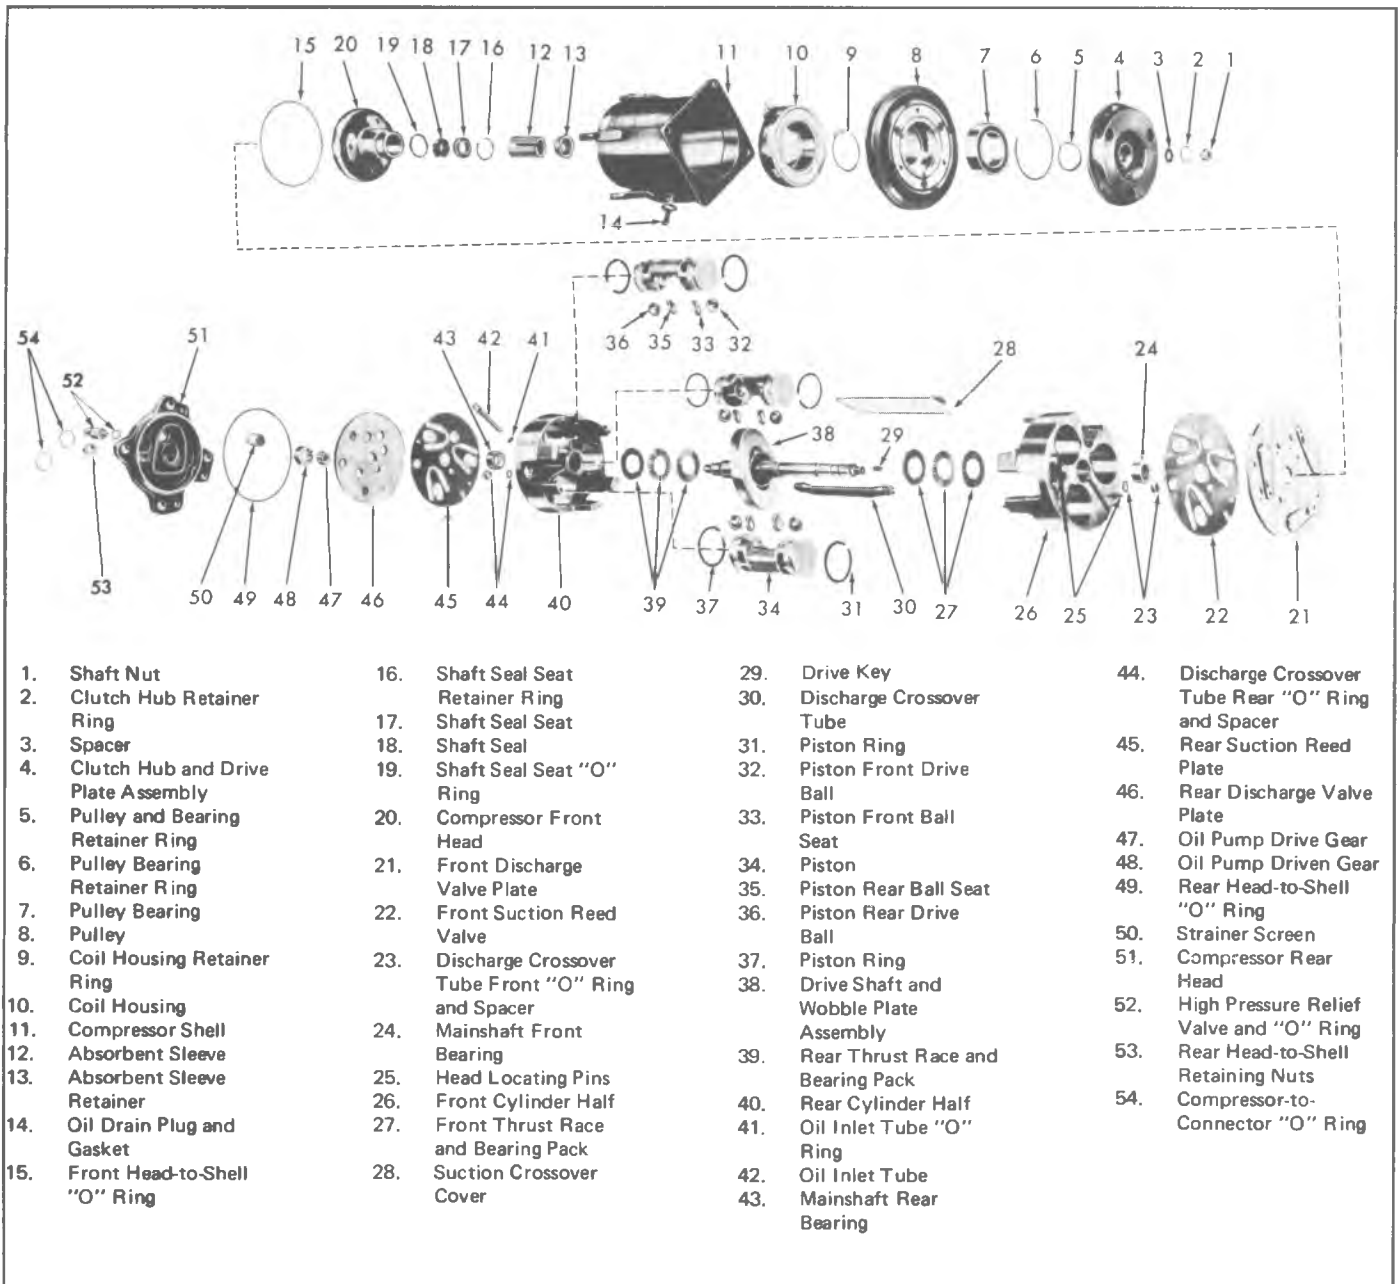 15 20 19 18 17 16 12 13 11 10 9 8 7 6 5 4 3 2 1
14
36 35 33 32
54 52 51 43 42 41 28 24
38 29
53 50 49 48 47 46 45 44 40 39 37 34 31 30 27 26 25 23 22 21
1. Shaft Nut
2. Clutch Hub Retainer
Ring
3. Spacer
4. Clutch Hub and Drive
Plate Assembly
5. Pulley and Bearing
Retainer Ring
6. Pulley Bearing
Retainer Ring
7. Pulley Bearing
8. Pulley
9. Coil Housing Retainer
Ring
10. Coil Housing
11. Compressor Shell
12. Absorbent Sleeve
13. Absorbent Sleeve
Retainer
14. Oil Drain Plug and
Gasket
15. Front Head-to-Shell
"O" Ring
16. Shaft Seal Seat
Retainer Ring
17. Shaft Seal Seat
18. Shaft Seal
19. Shaft Seal Seat "O"
Ring
20. Compressor Front
Head
21. Front Discharge
Valve Plate
22. Front Suction Reed
Valve
23. Discharge Crossover
Tube Front "O" Ring
and Spacer
24. Mainshaft Front
Bearing
25. Head Locating Pins
26. Front Cylinder Half
27. Front Thrust Race
and Bearing Pack
28. Suction Crossover
Cover
29. Drive Key
30. Discharge Crossover
Tube
31. Piston Ring
32. Piston Front Drive
Ball
33. Piston Front Ball
Seat
34. Piston
35. Piston Rear Ball Seat
36. Piston Rear Drive
Ball
37. Piston Ring
38. Drive Shaft and
Wobble Plate
Assembly
39. Rear Thrust Race and
Bearing Pack
40. Rear Cylinder Half
41. Oil Inlet Tube "O"
Ring
42. Oil Inlet Tube
43. Mainshaft Rear
Bearing
44. Discharge Crossover
Tube Rear "O" Ring
and Spacer
45. Rear Suction Reed
Plate
46. Rear Discharge Valve
Plate
47. Oil Pump Drive Gear
48. Oil Pump Driven Gear
49. Rear Head-to-Shell
"O" Ring
50. Strainer Screen
51. Compressor Rear
Head
52. High Pressure Relief
Valve and "O" Ring
53. Rear Head-to-Shell
Retaining Nuts
54. Compressor-to-
Connector "O" Ring